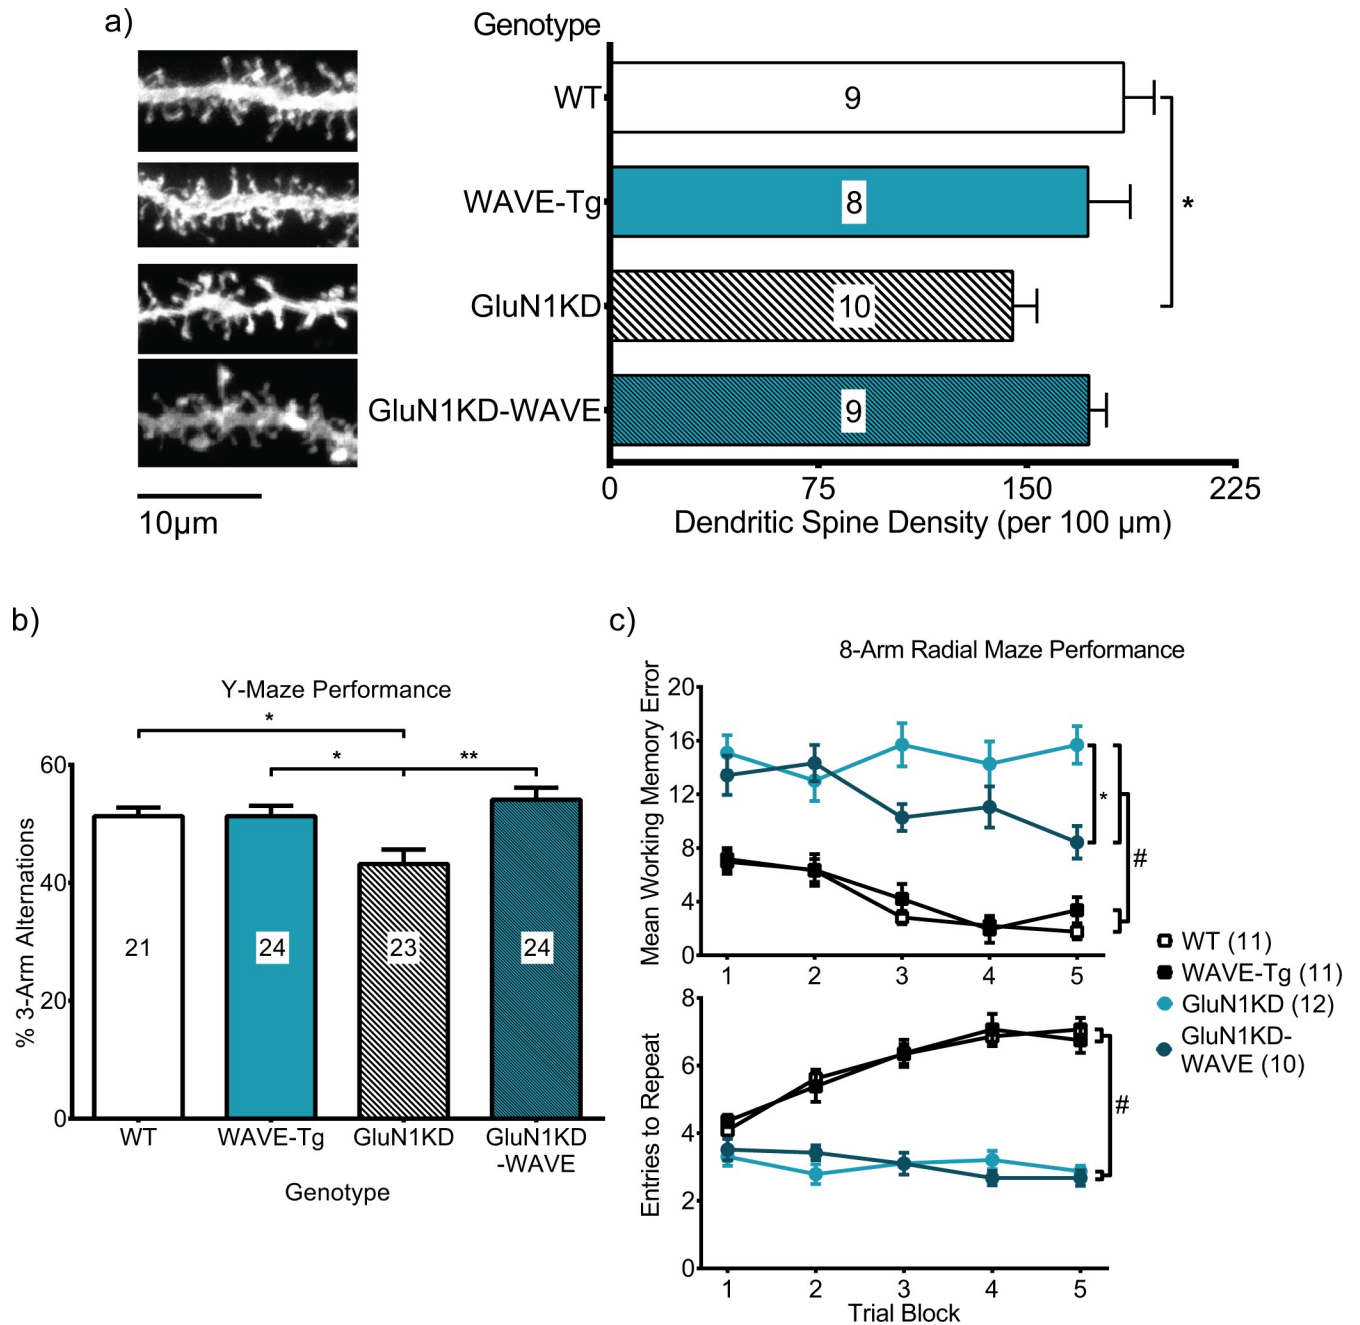 a)
Genotype
WT
9
WAVE-Tg
8
*
GluN1KD
10
GluN1KD-WAVE
9
0 75 150 225
Dendritic Spine Density (per 100 μm)
10μm
b)
Y-Maze Performance
*
* **
% 3-Arm Alternations
60
40
20
0
21 24 23 24
WT WAVE-Tg GluN1KD GluN1KD
-WAVE
Genotype
c)
8-Arm Radial Maze Performance
Mean Working Memory Error
20
16
12
8
4
0
1 2 3 4 5
*
#
WT (11)
WAVE-Tg (11)
GluN1KD (12)
GluN1KD-
WAVE (10)
Entries to Repeat
8
6
4
2
0
#
1 2 3 4 5
Trial Block